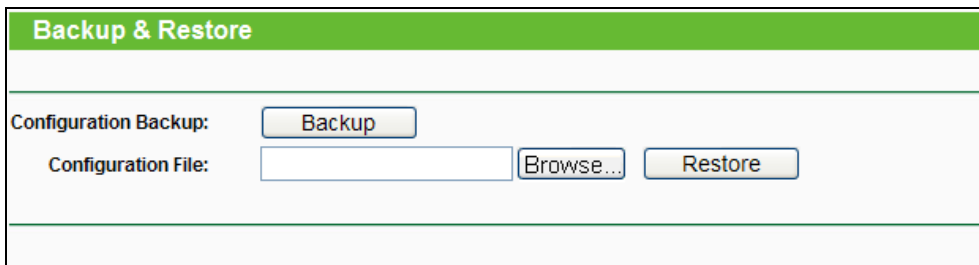 Backup & Restore
Configuration Backup: Backup
Configuration File: Browse... Restore